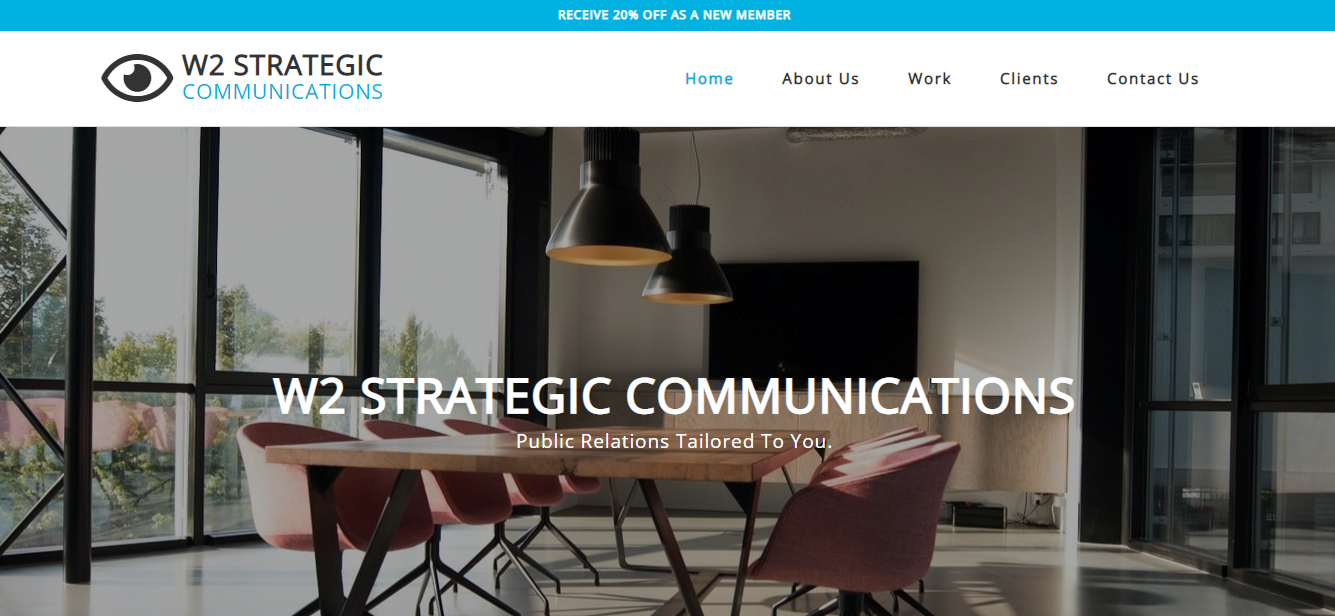 RECEIVE 20% OFF AS A NEW MEMBER
W2 STRATEGIC
COMMUNICATIONS
Home About Us Work Clients Contact Us
W2 STRATEGIC COMMUNICATIONS
Public Relations Tailored To You.